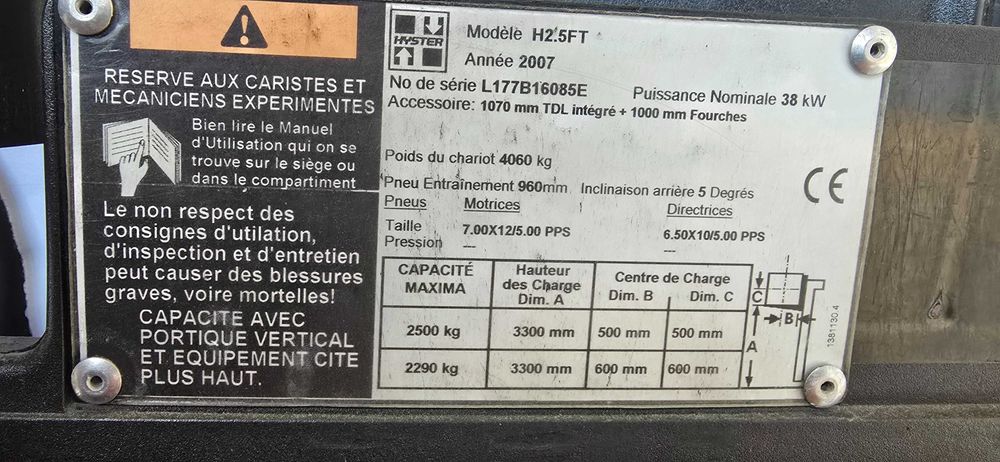 RESERVE AUX CARISTES ET
MECANICIENS EXPERIMENTES
Bien lire le Manuel
d'Utilisation qui on se
trouve sur le siège ou
dans le compartiment
Le non respect des
consignes d'utilation,
d'inspection et d'entretien
peut causer des blessures
graves, voire mortelles!
CAPACITE AVEC
PORTIQUE VERTICAL
ET EQUIPEMENT CITE
PLUS HAUT.
HYSTER
Modèle H2.5FT
Année 2007
No de série L177B16085E Puissance Nominale 38 kW
Accessoire: 1070 mm TDL intégré + 1000 mm Fourches
Poids du chariot 4060 kg
Pneu Entraînement 960mm Inclinaison arrière 5 Degrés
CE
Pneus Motrices Directrices
Taille 7.00X12/5.00 PPS 6.50X10/5.00 PPS
Pression --- ---
CAPACITÉ MAXIMA Hauteur des Charge Dim. A Centre de Charge Dim. B Dim. C
2500 kg 3300 mm 500 mm 500 mm
2290 kg 3300 mm 600 mm 600 mm
C
B
A
1381130.4